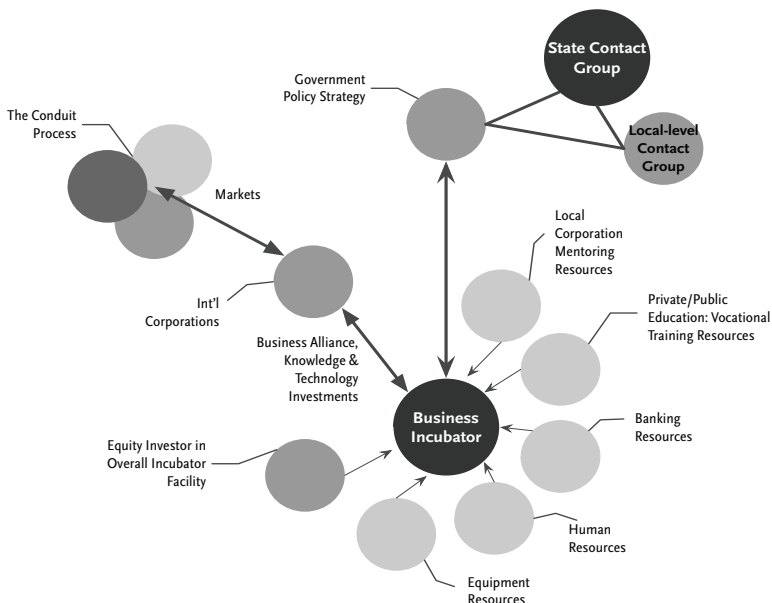 State Contact
Group
Government
Policy Strategy
The Conduit
Process
Local-level
Contact
Group
Markets
Local
Corporation
Mentoring
Resources
Int'l
Corporations
Private/Public
Education: Vocational
Training Resources
Business Alliance,
Knowledge &
Technology
Investments
Business
Incubator
Banking
Resources
Equity Investor in
Overall Incubator
Facility
Human
Resources
Equipment
Resources